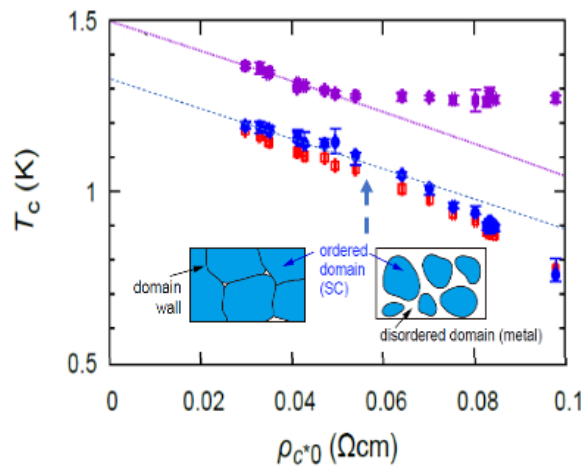 1.5
1
0.5
T_c (K)
domain
wall
ordered
domain
(SC)
disordered domain (metal)
0
0.02
0.04
0.06
0.08
0.1
ρ_c*0 (Ωcm)